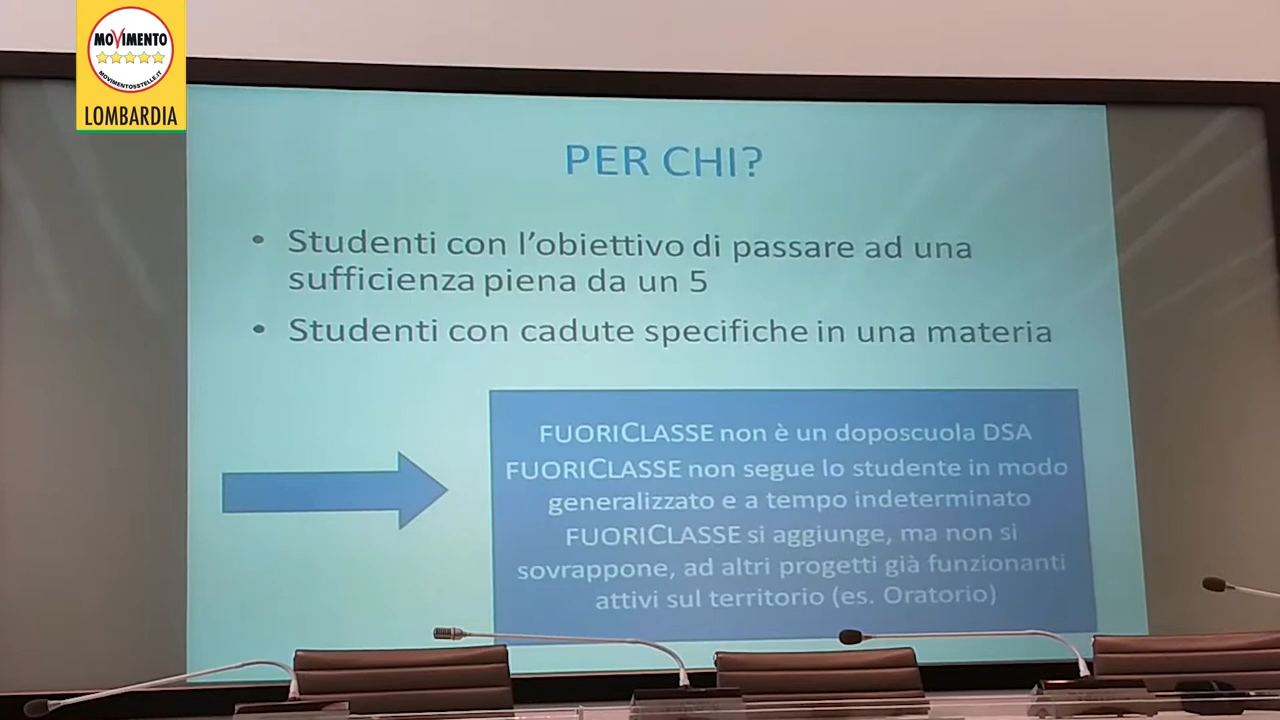 MOVIMENTO
MOVIMENTO5STELLE.IT
LOMBARDIA
PER CHI?
• Studenti con l'obiettivo di passare ad una
sufficienza piena da un 5
• Studenti con cadute specifiche in una materia
FUORICLASSE non è un doposcuola DSA
FUORICLASSE non segue lo studente in modo
generalizzato e a tempo indeterminato
FUORICLASSE si aggiunge, ma non si
sovrappone, ad altri progetti già funzionanti
attivi sul territorio (es. Oratorio)